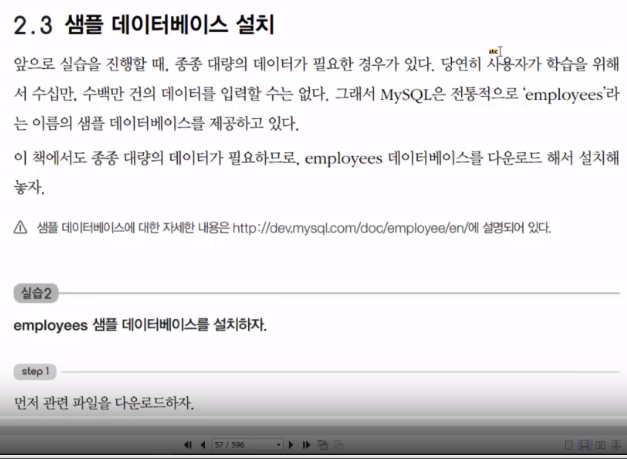 2.3 샘플 데이터베이스 설치
앞으로 실습을 진행할 때, 종종 대량의 데이터가 필요한 경우가 있다. 당연히 사용자가 학습을 위해
서 수십만, 수백만 건의 데이터를 입력할 수는 없다. 그래서 MySQL은 전통적으로 ‘employees’라
는 이름의 샘플 데이터베이스를 제공하고 있다.
이 책에서도 종종 대량의 데이터가 필요하므로, employees 데이터베이스를 다운로드 해서 설치해
놓자.
샘플 데이터베이스에 대한 자세한 내용은 http://dev.mysql.com/doc/employee/en/에 설명되어 있다.
실습2
employees 샘플 데이터베이스를 설치하자.
step 1
먼저 관련 파일을 다운로드하자.
57 / 596